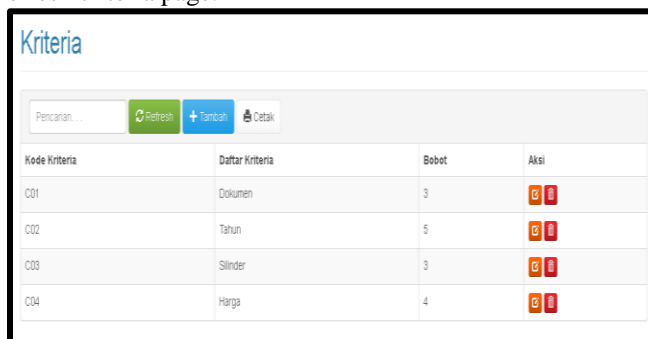 Kriteria
Pencarian. . . Refresh Tambah Cetak
Kode Kriteria Daftar Kriteria Bobot Aksi
C01 Dokumen 3
C02 Tahun 5
C03 Silinder 3
C04 Harga 4